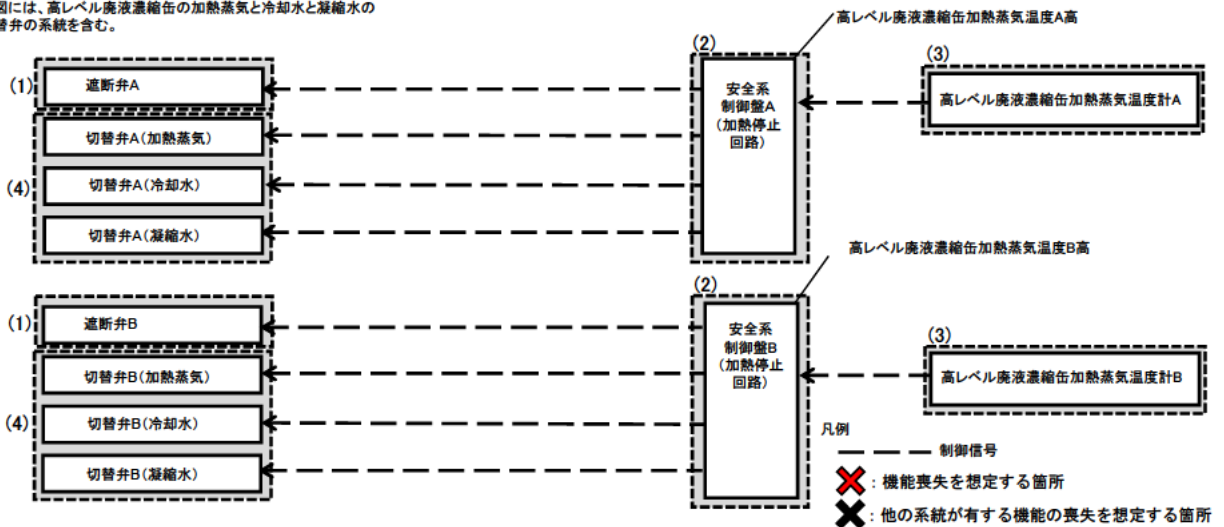 図には、高レベル廃液濃縮缶の加熱蒸気と冷却水と凝縮水の
替弁の系統を含む。
高レベル廃液濃縮缶加熱蒸気温度A高
(1)
遮断弁A
切替弁A(加熱蒸気)
(4)
切替弁A(冷却水)
切替弁A(凝縮水)
(2)
安全系
制御盤A
(加熱停止
回路)
(3)
高レベル廃液濃縮缶加熱蒸気温度計A
高レベル廃液濃縮缶加熱蒸気温度B高
(1)
遮断弁B
切替弁B(加熱蒸気)
(4)
切替弁B(冷却水)
切替弁B(凝縮水)
(2)
安全系
制御盤B
(加熱停止
回路)
(3)
高レベル廃液濃縮缶加熱蒸気温度計B
凡例
制御信号
:機能喪失を想定する箇所
:他の系統が有する機能の喪失を想定する箇所